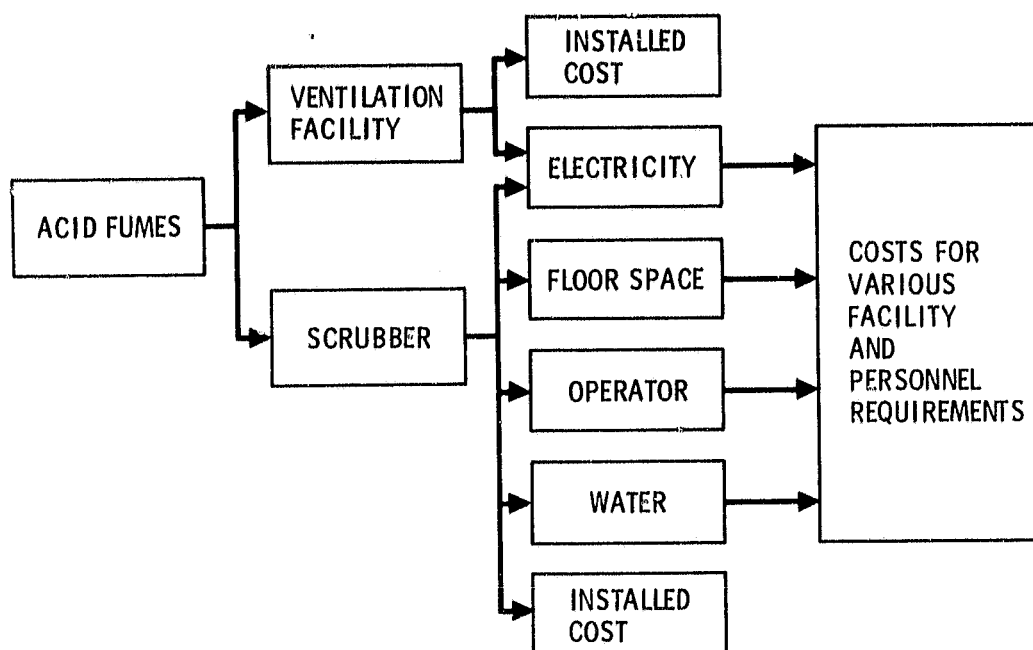 INSTALLED
COST
VENTILATION
FACILITY
ELECTRICITY
ACID FUMES
FLOOR SPACE
SCRUBBER
OPERATOR
WATER
INSTALLED
COST
COSTS FOR
VARIOUS
FACILITY
AND
PERSONNEL
REQUIREMENTS